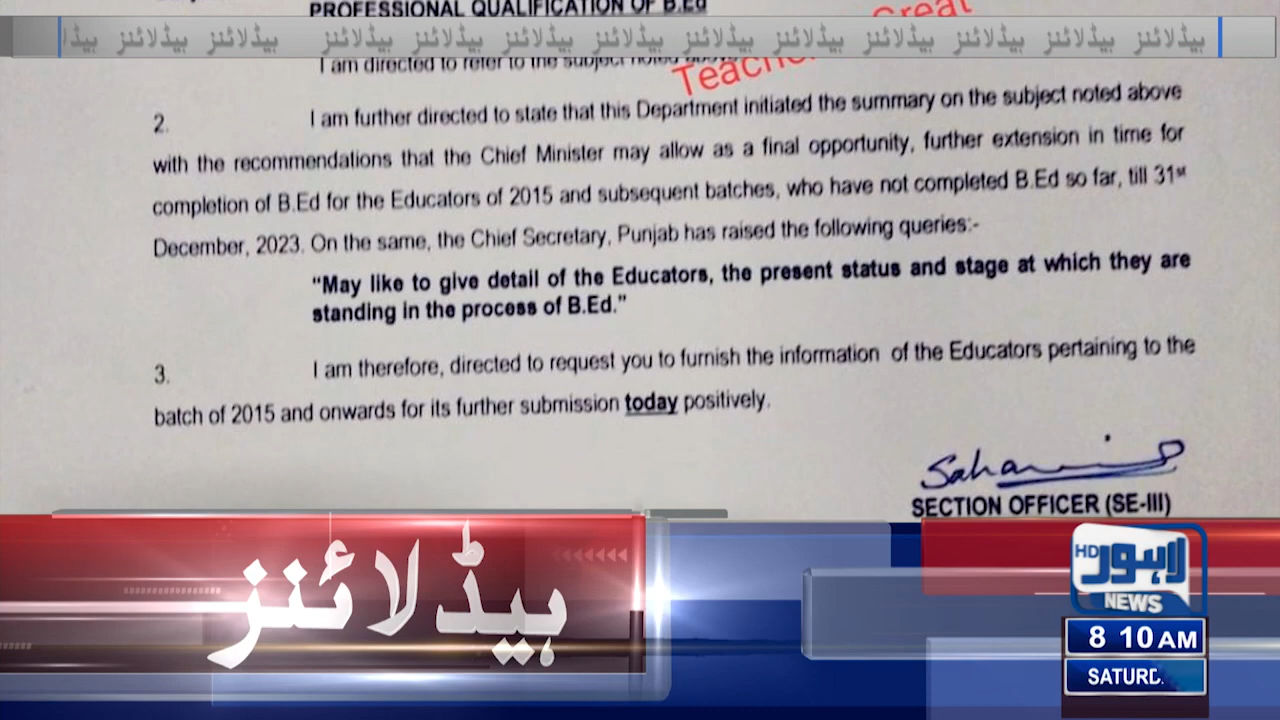 PROFESSIONAL QUALIFICATION OF B.Ed
Great
ہیڈلائنز ہیڈلائنز ہیڈلائنز ہیڈلائنز ہیڈلائنز ہیڈلائنز ہیڈلائنز ہیڈلائنز ہیڈلائنز ہیڈلائنز ہیڈلائنز ہیڈلائنز
I am directed to refer to the subject noted above
2. I am further directed to state that this Department initiated the summary on the subject noted above
with the recommendations that the Chief Minister may allow as a final opportunity, further extension in time for
completion of B.Ed for the Educators of 2015 and subsequent batches, who have not completed B.Ed so far, till 31st
December, 2023. On the same, the Chief Secretary, Punjab has raised the following queries:-
“May like to give detail of the Educators, the present status and stage at which they are
standing in the process of B.Ed.”
3. I am therefore, directed to request you to furnish the information of the Educators pertaining to the
batch of 2015 and onwards for its further submission today positively.
SECTION OFFICER (SE-III)
ہیڈلائنز
HD
لاہور
NEWS
8 10 AM
SATURD